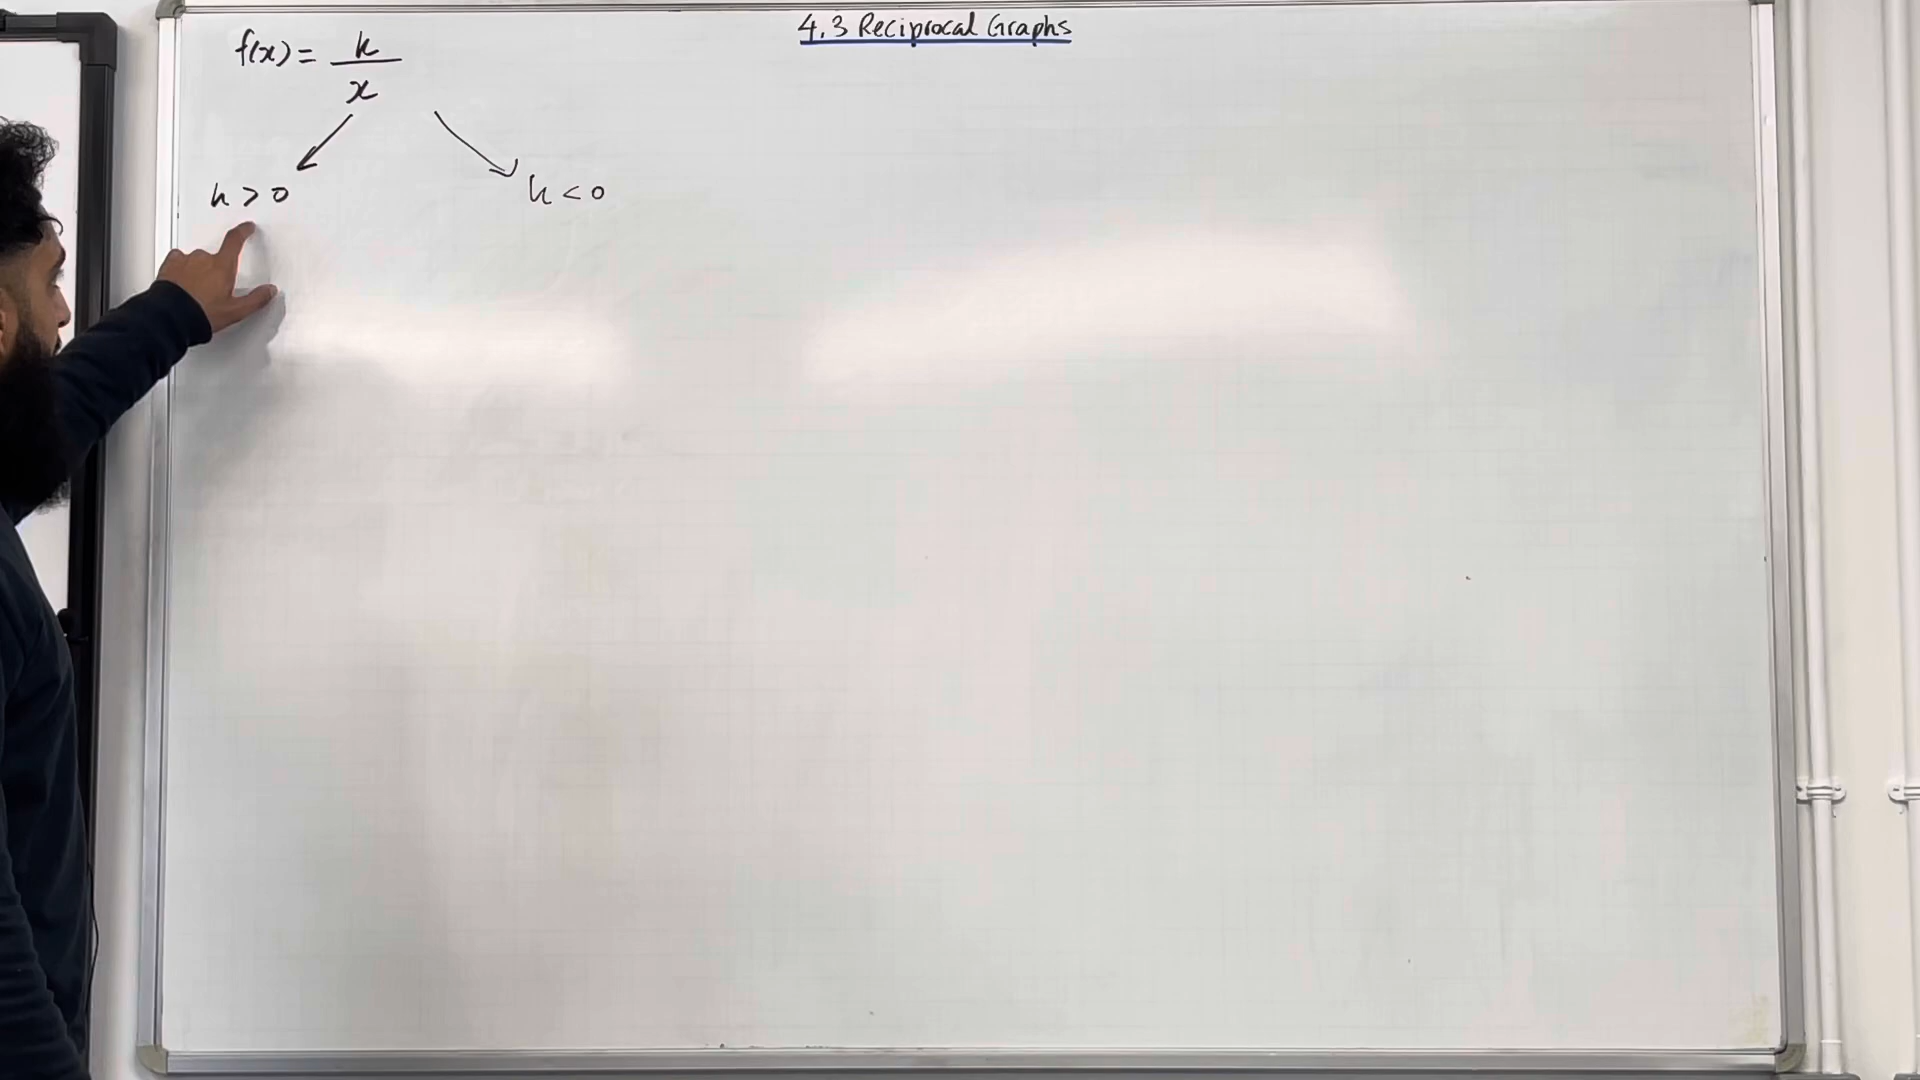 4.3 Reciprocal Graphs
f(x) = k
x
k > 0
k < 0